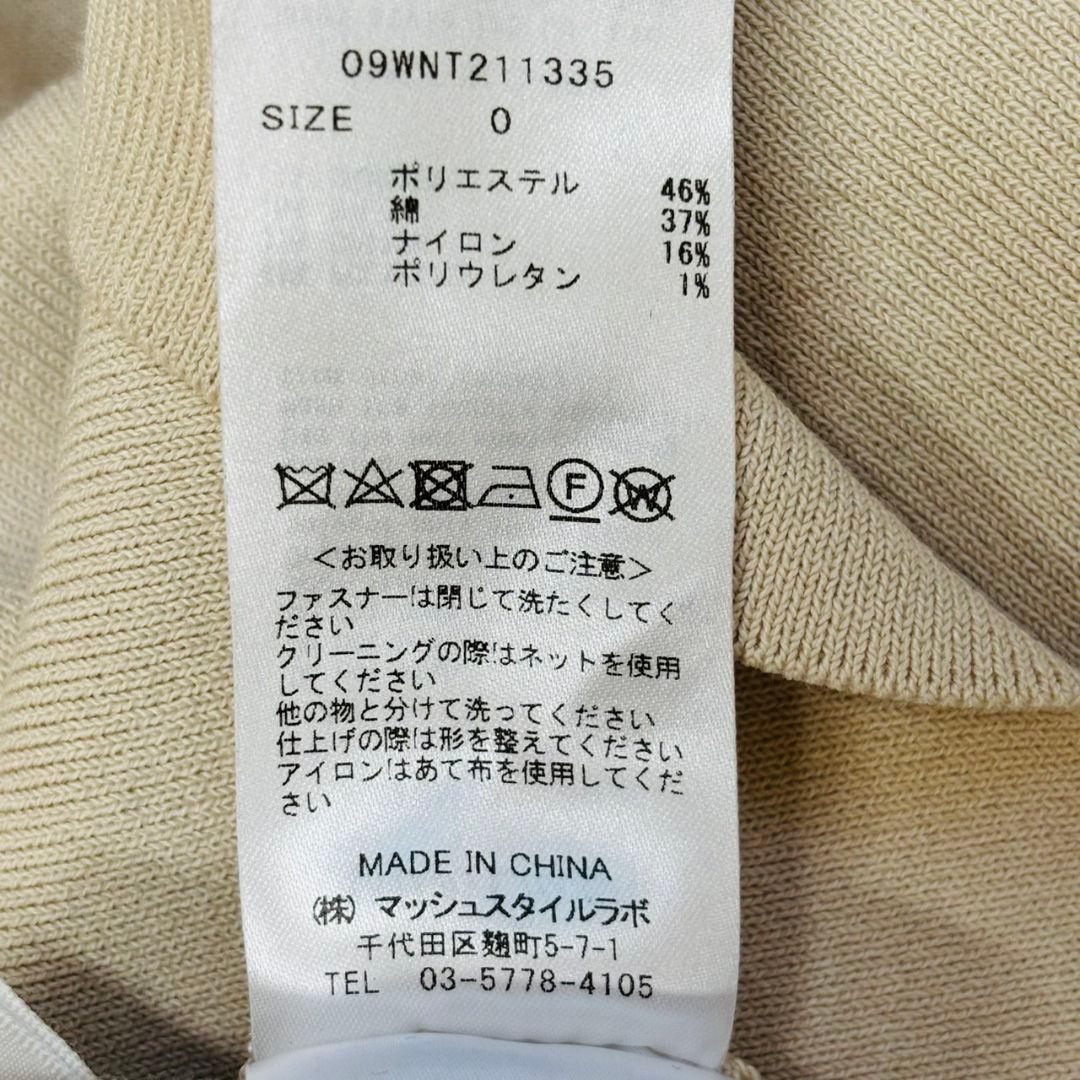 09WNT211335
SIZE 0
ポリエステル 46%
綿 37%
ナイロン 16%
ポリウレタン 1%
F W
＜お取り扱い上のご注意＞
ファスナーは閉じて洗たくしてく
ださい
クリーニングの際はネットを使用
してください
他の物と分けて洗ってください
仕上げの際は形を整えてください
アイロンはあて布を使用してくだ
さい
MADE IN CHINA
(株) マッシュスタイルラボ
千代田区麹町5-7-1
TEL 03-5778-4105